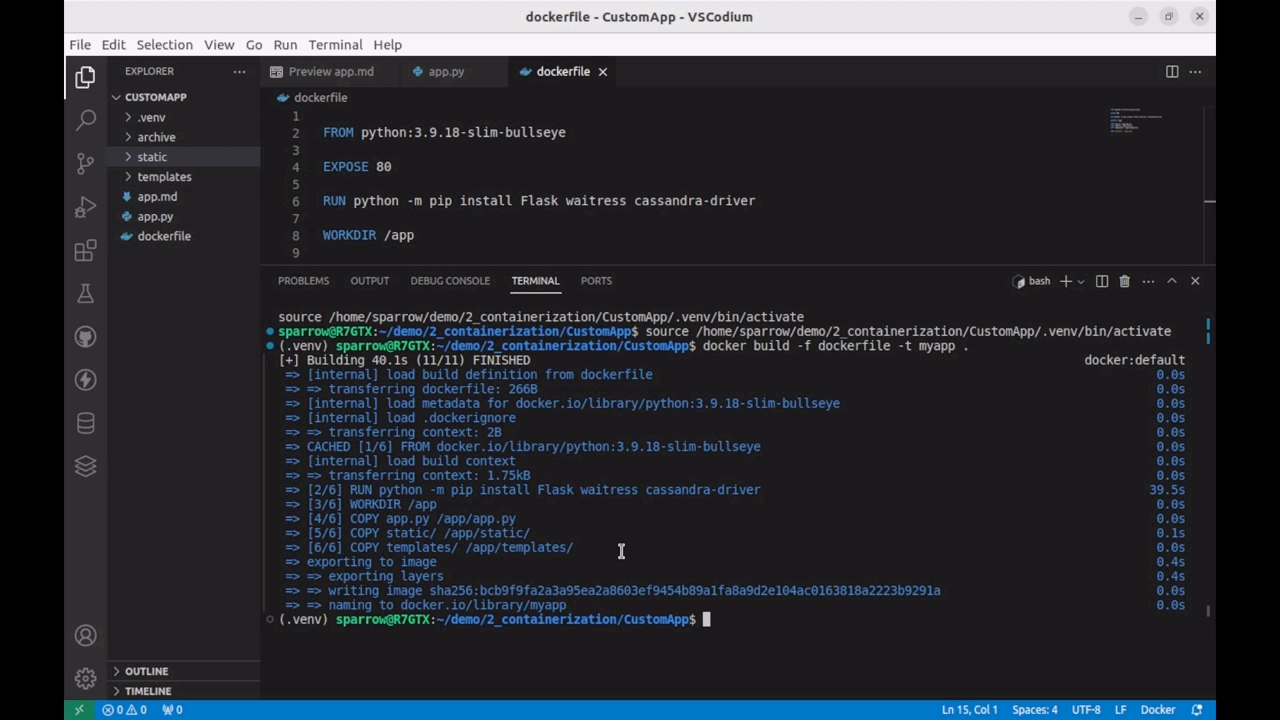 dockerfile - CustomApp - VSCodium
File Edit Selection View Go Run Terminal Help
EXPLORER
CUSTOMAPP
.venv
archive
static
templates
app.md
app.py
dockerfile
OUTLINE
TIMELINE
Preview app.md app.py dockerfile
dockerfile
1
2 FROM python:3.9.18-slim-bullseye
3
4 EXPOSE 80
5
6 RUN python -m pip install Flask waitress cassandra-driver
7
8 WORKDIR /app
9
PROBLEMS OUTPUT DEBUG CONSOLE TERMINAL PORTS bash
source /home/sparrow/demo/2_containerization/CustomApp/.venv/bin/activate
sparrow@R7GTX:~/demo/2_containerization/CustomApp$ source /home/sparrow/demo/2_containerization/CustomApp/.venv/bin/activate
(.venv) sparrow@R7GTX:~/demo/2_containerization/CustomApp$ docker build -f dockerfile -t myapp .
[+] Building 40.1s (11/11) FINISHED docker:default
=> [internal] load build definition from dockerfile 0.0s
=> => transferring dockerfile: 266B 0.0s
=> [internal] load metadata for docker.io/library/python:3.9.18-slim-bullseye 0.0s
=> [internal] load .dockerignore 0.0s
=> => transferring context: 2B 0.0s
=> CACHED [1/6] FROM docker.io/library/python:3.9.18-slim-bullseye 0.0s
=> [internal] load build context 0.0s
=> => transferring context: 1.75kB 0.0s
=> [2/6] RUN python -m pip install Flask waitress cassandra-driver 39.5s
=> [3/6] WORKDIR /app 0.0s
=> [4/6] COPY app.py /app/app.py 0.0s
=> [5/6] COPY static/ /app/static/ 0.1s
=> [6/6] COPY templates/ /app/templates/ 0.0s
=> exporting to image 0.4s
=> => exporting layers 0.4s
=> => writing image sha256:bcb9f9fa2a3a95ea2a8603ef9454b89a1fa8a9d2e104ac0163818a2223b9291a 0.0s
=> => naming to docker.io/library/myapp 0.0s
(.venv) sparrow@R7GTX:~/demo/2_containerization/CustomApp$
0 0 0 Ln 15, Col 1 Spaces: 4 UTF-8 LF Docker